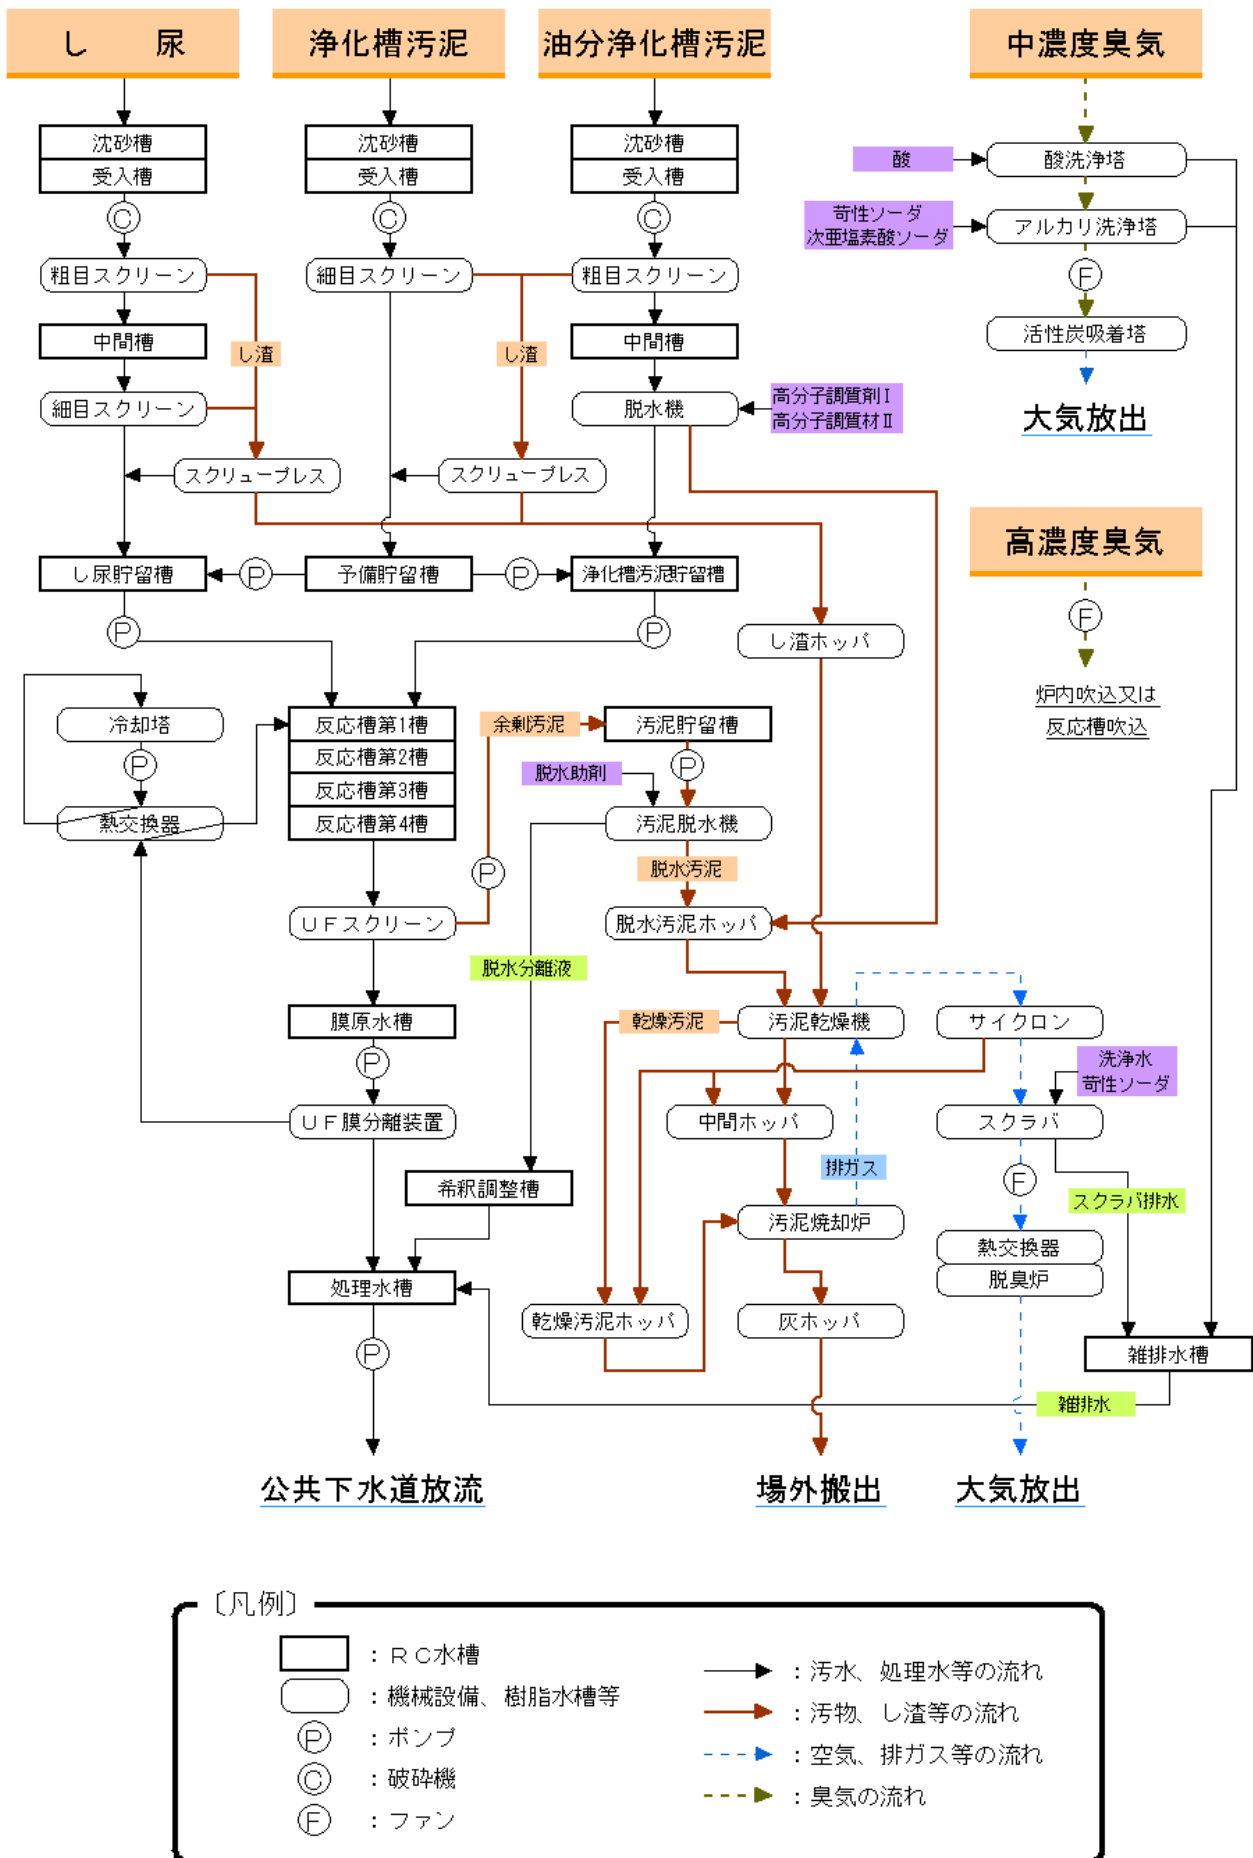 し　尿
浄化槽汚泥
油分浄化槽汚泥
中濃度臭気
沈砂槽
受入槽
沈砂槽
受入槽
沈砂槽
受入槽
酸
酸洗浄塔
C
C
C
苛性ソーダ
次亜塩素酸ソーダ
アルカリ洗浄塔
粗目スクリーン
細目スクリーン
粗目スクリーン
F
中間槽
し渣
し渣
中間槽
活性炭吸着塔
細目スクリーン
脱水機
高分子調質剤Ⅰ
高分子調質材Ⅱ
大気放出
スクリュープレス
スクリュープレス
高濃度臭気
し尿貯留槽
P
予備貯留槽
P
浄化槽汚泥貯留槽
P
P
し渣ホッパ
F
炉内吹込又は
反応槽吹込
冷却塔
反応槽第1槽
反応槽第2槽
反応槽第3槽
反応槽第4槽
余剰汚泥
汚泥貯留槽
P
P
脱水助剤
熱交換器
汚泥脱水機
P
脱水汚泥
UFスクリーン
脱水汚泥ホッパ
脱水分離液
膜原水槽
乾燥汚泥
汚泥乾燥機
サイクロン
P
洗浄水
苛性ソーダ
UF膜分離装置
中間ホッパ
スクラバ
排ガス
F
希釈調整槽
スクラバ排水
汚泥焼却炉
熱交換器
脱臭炉
処理水槽
乾燥汚泥ホッパ
灰ホッパ
P
雑排水槽
雑排水
公共下水道放流
場外搬出
大気放出
〔凡例〕
：ＲＣ水槽
：機械設備、樹脂水槽等
P：ポンプ
C：破砕機
F：ファン
：汚水、処理水等の流れ
：汚物、し渣等の流れ
：空気、排ガス等の流れ
：臭気の流れ